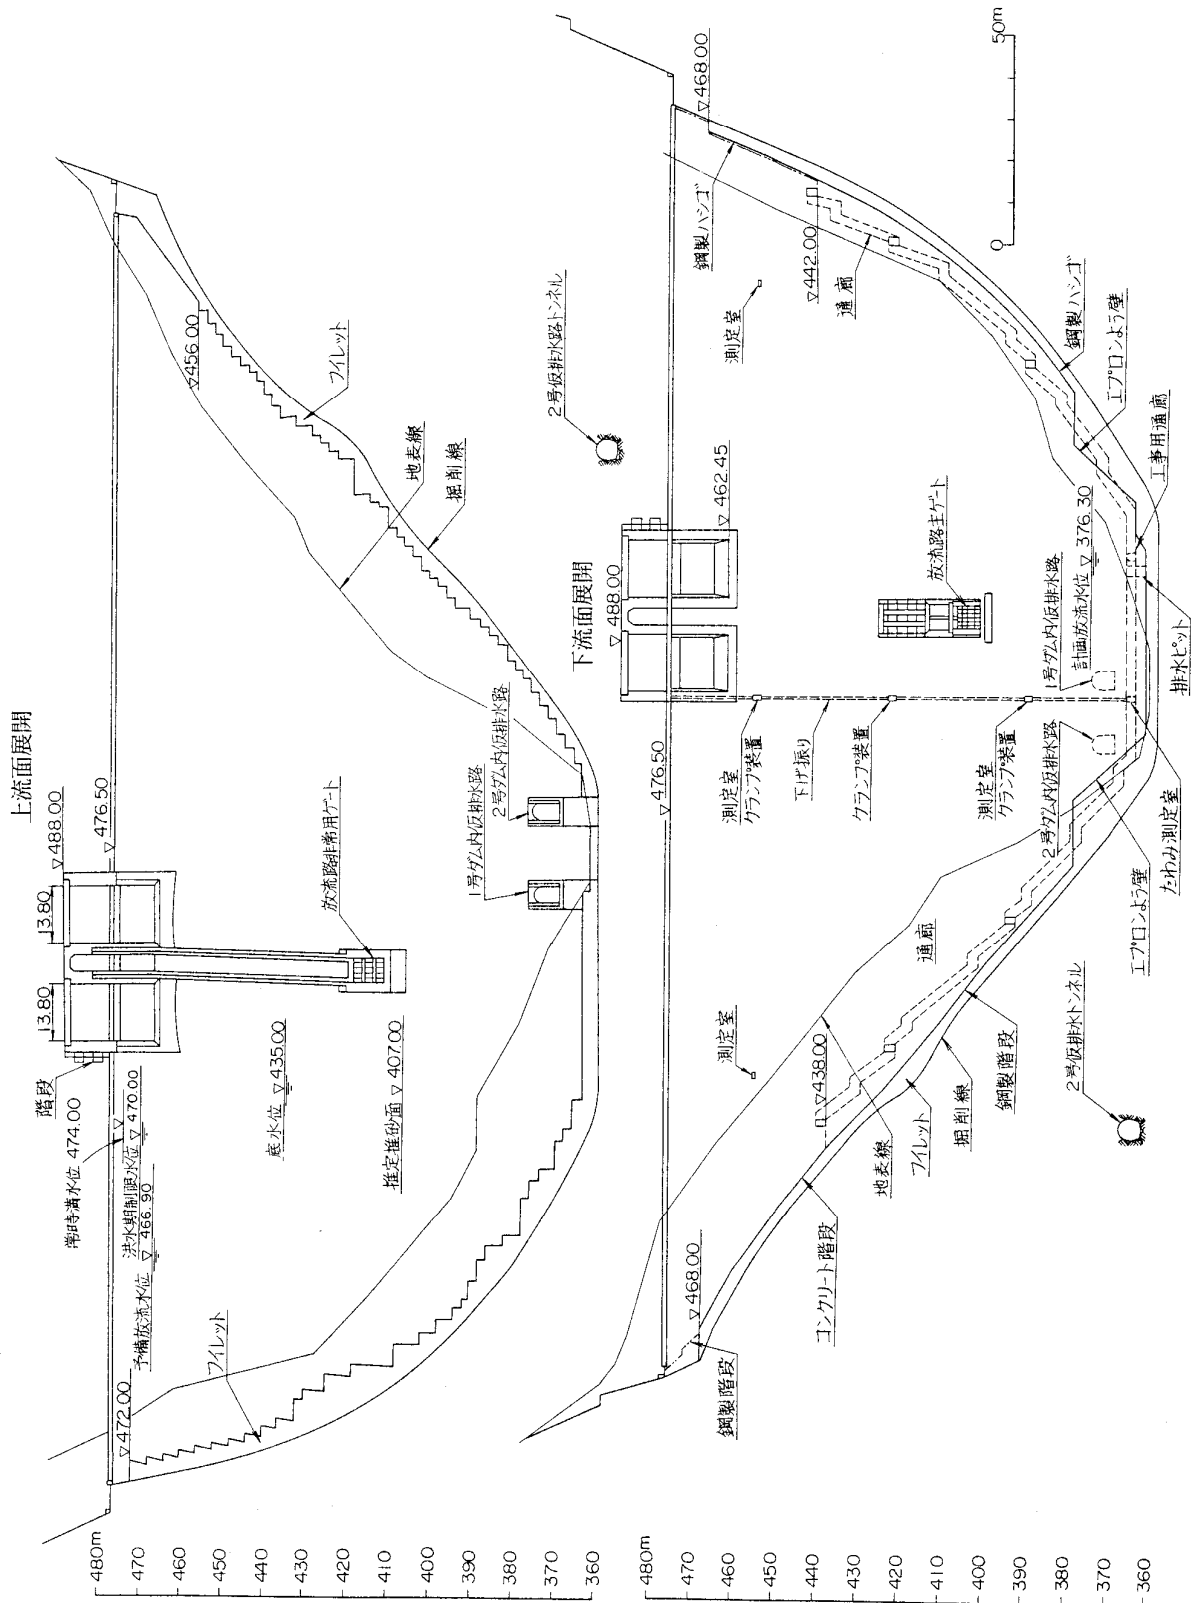 上流面展開
▽488.00
▽476.50
13.80
13.80
階段
常時満水位 474.00
洪水期制限水位 ▽470.00
予備放流水位 ▽466.90
▽472.00
フィレット
底水位 ▽435.00
推定堆砂面 ▽407.00
放流路非常用ゲート
1号ダム内仮排水路
2号ダム内仮排水路
▽456.00
フィレット
地表線
掘削線
480m
470
460
450
440
430
420
410
400
390
380
370
360
下流面展開
▽488.00
▽462.45
▽476.50
2号仮排水路トンネル
測定室
鋼製ハシゴ
▽468.00
▽442.00
通廊
鋼製ハシゴ
エプロンよう壁
工事用通廊
放流路主ゲート
1号ダム内仮排水路
計画放流水位 ▽376.30
排水ピット
測定室
クランプ装置
下げ振り
クランプ装置
測定室
クランプ装置
2号ダム内仮排水路
たわみ測定室
エプロンよう壁
通廊
測定室
▽438.00
地表線
フィレット
掘削線
鋼製階段
2号仮排水トンネル
コンクリート階段
▽468.00
鋼製階段
0
50m
480m
470
460
450
440
430
420
410
400
390
380
370
360